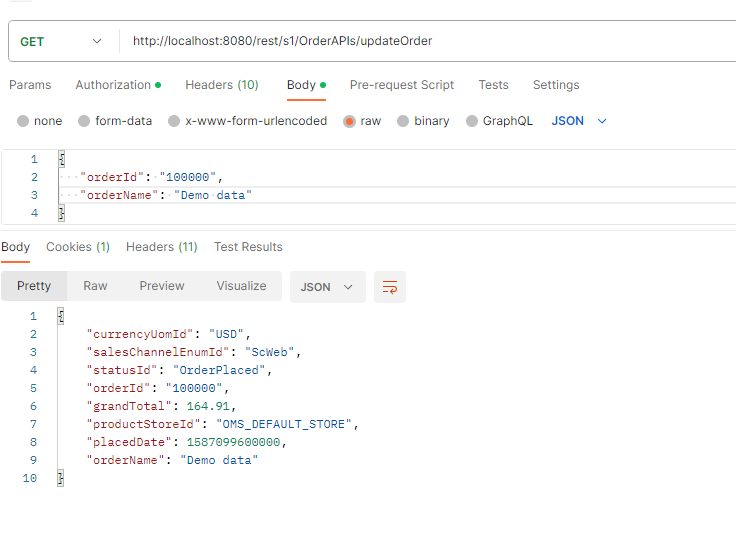 GET http://localhost:8080/rest/s1/OrderAPIs/updateOrder
Params Authorization Headers (10) Body Pre-request Script Tests Settings
none form-data x-www-form-urlencoded raw binary GraphQL JSON
1 {
2 "orderId": "100000",
3 "orderName": "Demo data"
4 }
Body Cookies (1) Headers (11) Test Results
Pretty Raw Preview Visualize JSON
1 {
2 "currencyUomId": "USD",
3 "salesChannelEnumId": "ScWeb",
4 "statusId": "OrderPlaced",
5 "orderId": "100000",
6 "grandTotal": 164.91,
7 "productStoreId": "OMS_DEFAULT_STORE",
8 "placedDate": 1587099600000,
9 "orderName": "Demo data"
10 }